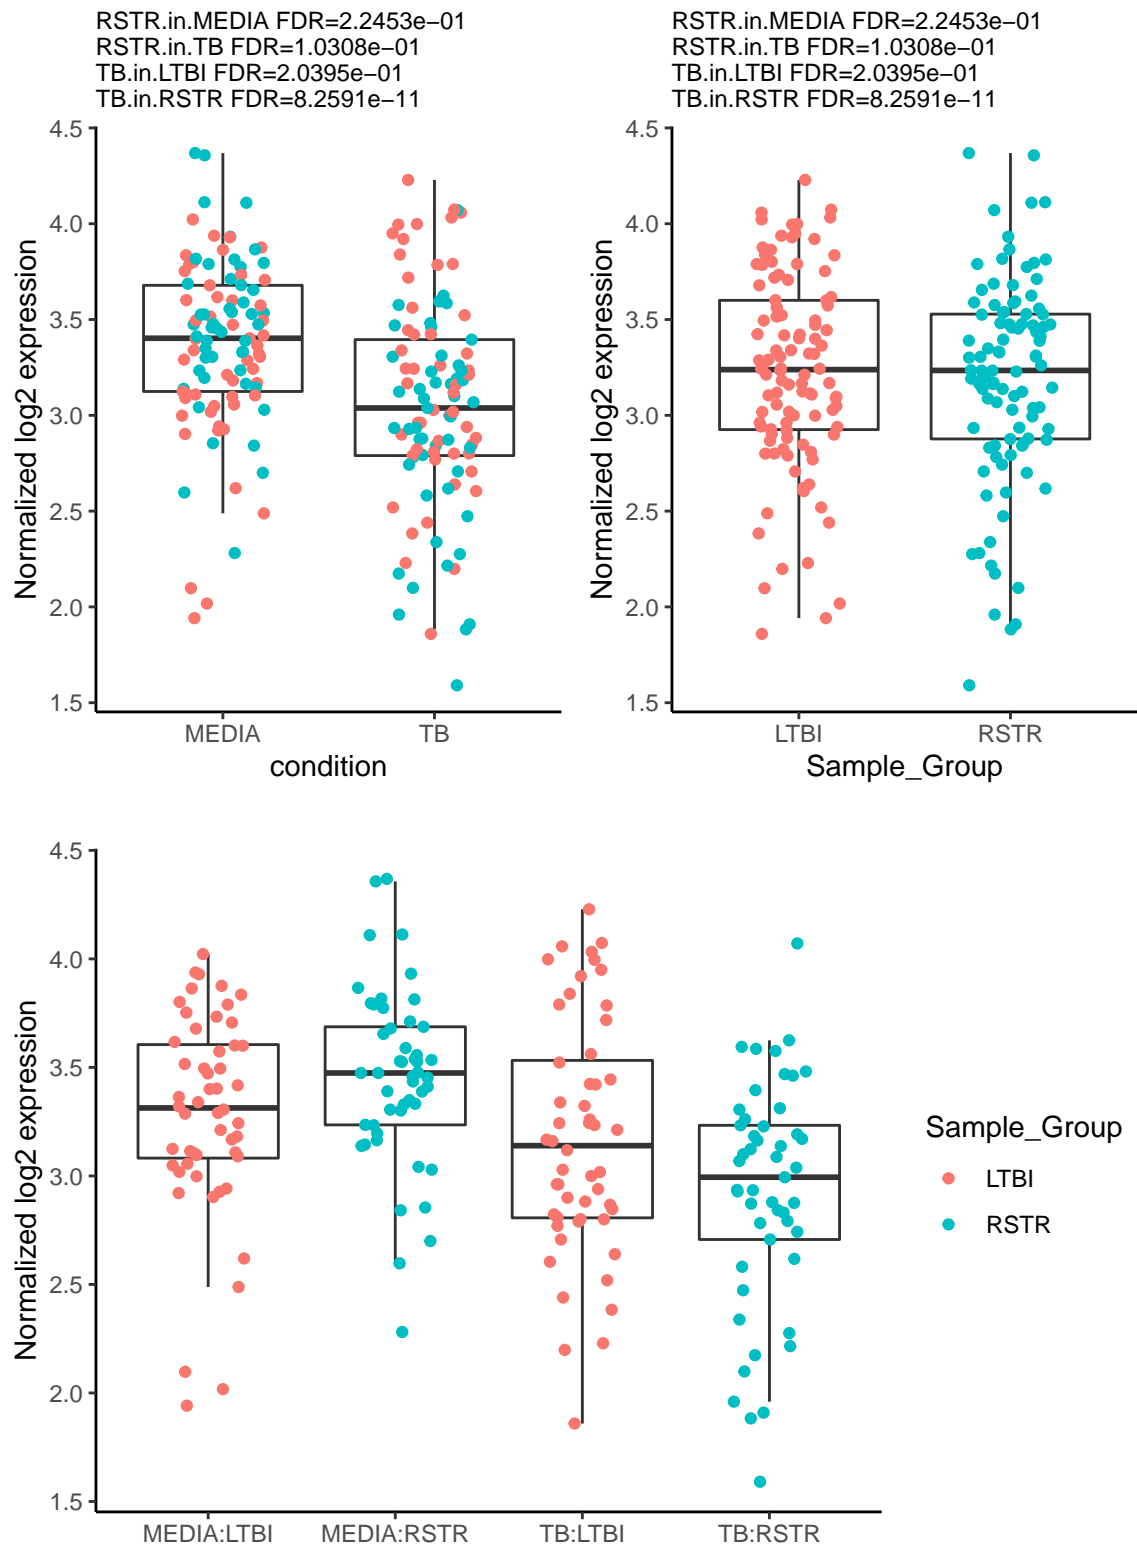 RSTR.in.MEDIA FDR=2.2453e−01
RSTR.in.TB FDR=1.0308e−01
TB.in.LTBI FDR=2.0395e−01
TB.in.RSTR FDR=8.2591e−11
4.5
4.0
3.5
3.0
2.5
2.0
1.5
Normalized log2 expression
MEDIA TB
condition
RSTR.in.MEDIA FDR=2.2453e−01
RSTR.in.TB FDR=1.0308e−01
TB.in.LTBI FDR=2.0395e−01
TB.in.RSTR FDR=8.2591e−11
4.5
4.0
3.5
3.0
2.5
2.0
1.5
Normalized log2 expression
LTBI RSTR
Sample_Group
4.5
4.0
3.5
3.0
2.5
2.0
1.5
Normalized log2 expression
MEDIA:LTBI MEDIA:RSTR TB:LTBI TB:RSTR
Sample_Group
LTBI
RSTR